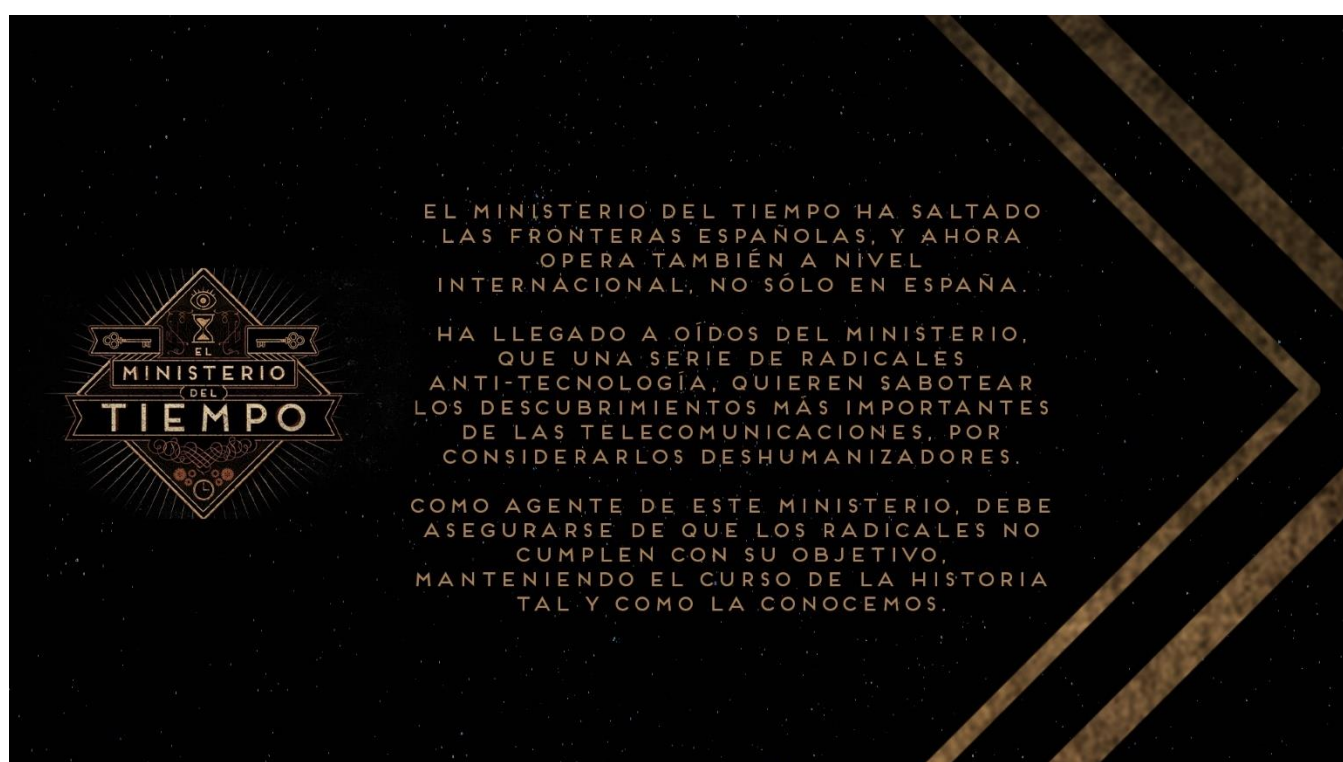 EL
MINISTERIO
DEL
TIEMPO
EL MINISTERIO DEL TIEMPO HA SALTADO
LAS FRONTERAS ESPAÑOLAS, Y AHORA
OPERA TAMBIÉN A NIVEL
INTERNACIONAL, NO SÓLO EN ESPAÑA.
HA LLEGADO A OÍDOS DEL MINISTERIO,
QUE UNA SERIE DE RADICALES
ANTI-TECNOLOGÍA, QUIEREN SABOTEAR
LOS DESCUBRIMIENTOS MÁS IMPORTANTES
DE LAS TELECOMUNICACIONES, POR
CONSIDERARLOS DESHUMANIZADORES.
COMO AGENTE DE ESTE MINISTERIO, DEBE
ASEGURARSE DE QUE LOS RADICALES NO
CUMPLEN CON SU OBJETIVO,
MANTENIENDO EL CURSO DE LA HISTORIA
TAL Y COMO LA CONOCEMOS.